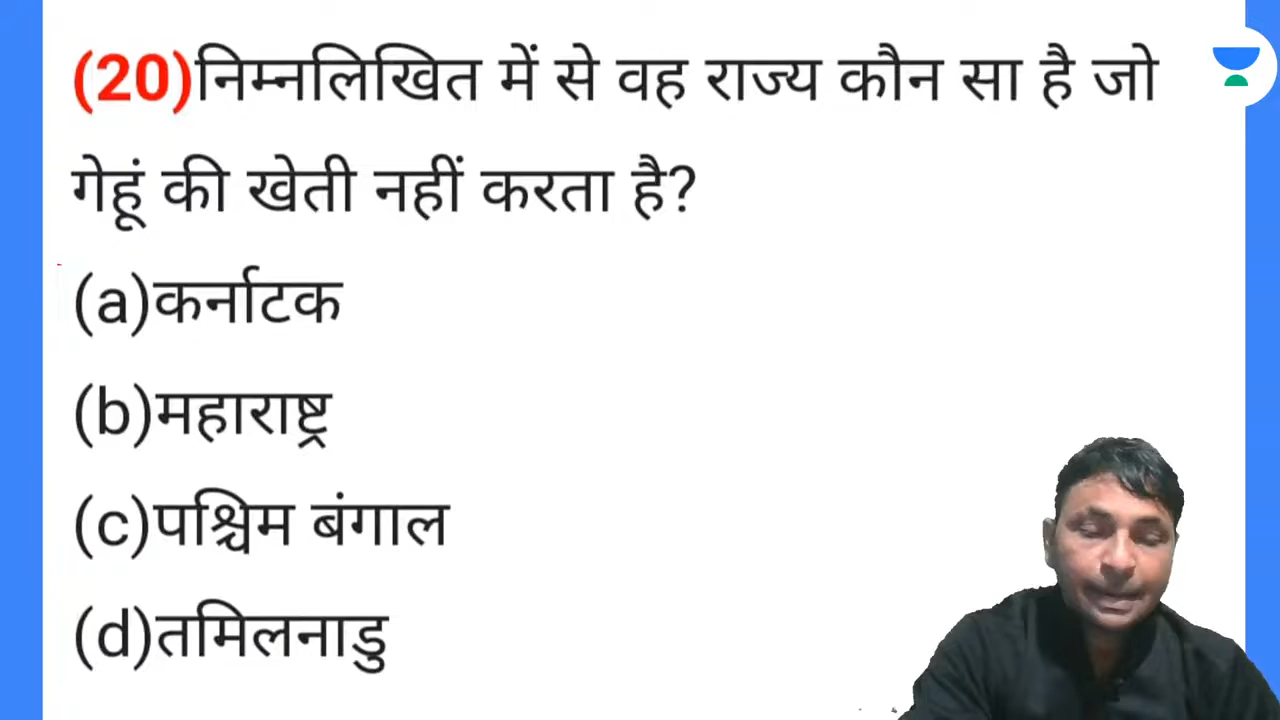 (20)निम्नलिखित में से वह राज्य कौन सा है जो
गेहूं की खेती नहीं करता है?
(a)कर्नाटक
(b)महाराष्ट्र
(c)पश्चिम बंगाल
(d)तमिलनाडु